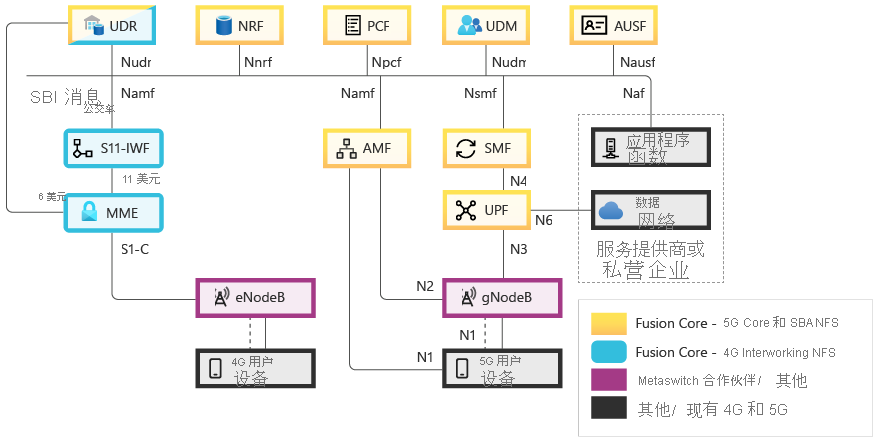 UDR
NRF
PCF
UDM
AUSF
Nudr
Nnrf
Npcf
Nudm
Nausf
SBI 消息
公交车
Namf
Namf
Nsmf
Naf
S11-IWF
AMF
SMF
应用程序
函数
11 美元
N4
6 美元
MME
UPF
N6
数据
网络
S1-C
N3
服务提供商或
私营企业
N2
eNodeB
gNodeB
N1
N1
4G 用户
设备
5G 用户
设备
Fusion Core - 5G Core 和 SBA NFS
Fusion Core - 4G Interworking NFS
Metaswitch 合作伙伴/ 其他
其他/ 现有 4G 和 5G